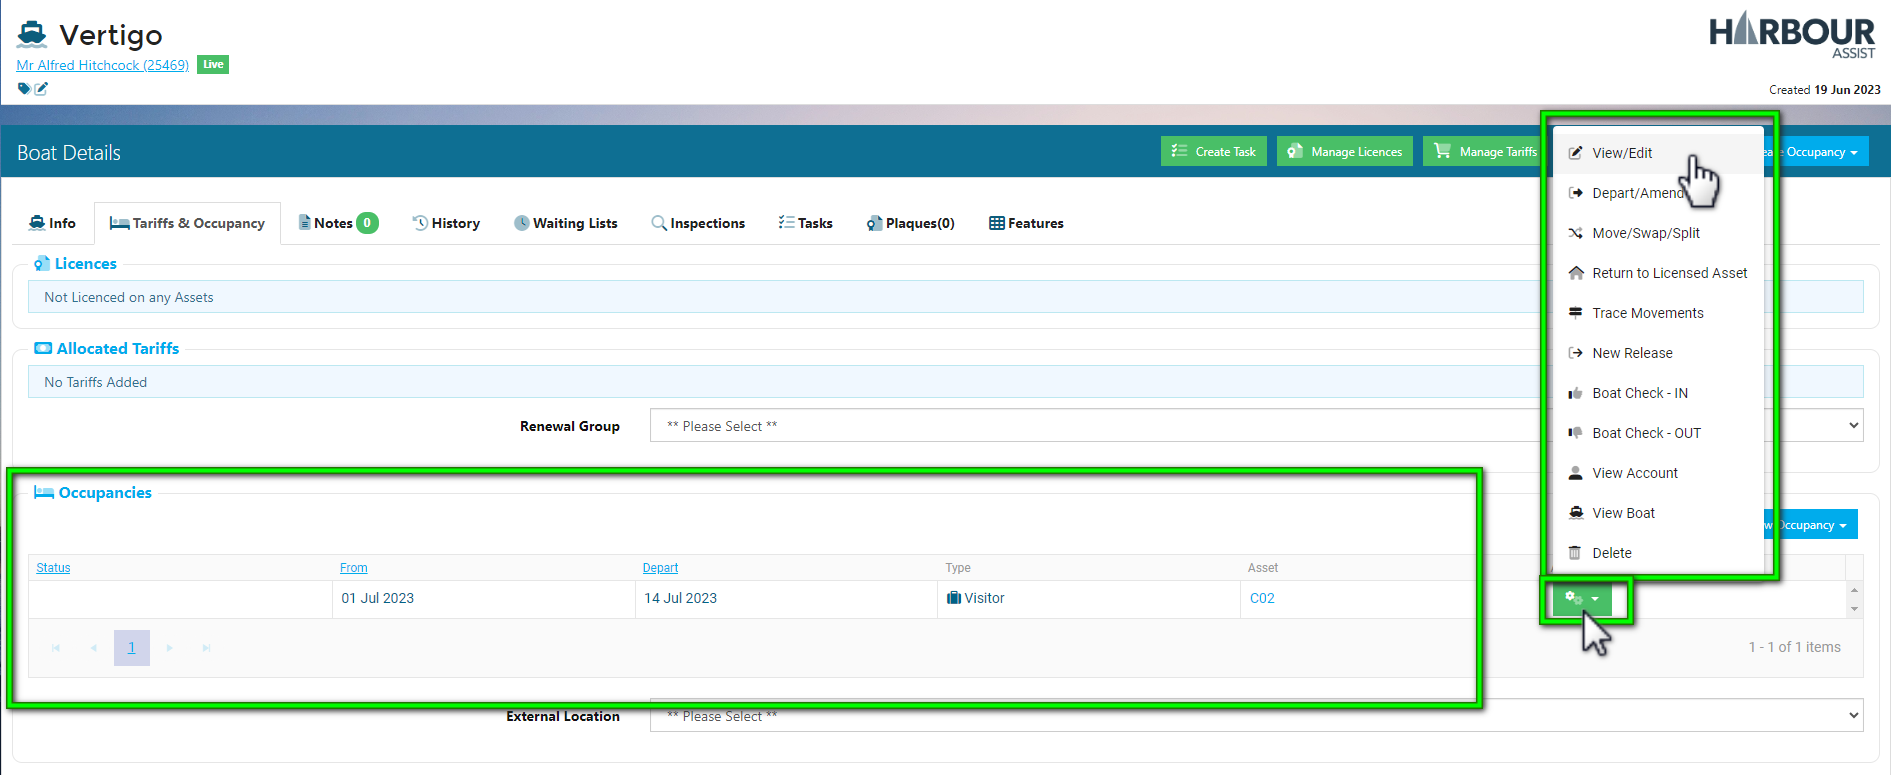 Vertigo
HARBOUR
ASSIST
Mr Alfred Hitchcock (25469) Live
Created 19 Jun 2023
Boat Details
Create Task
Manage Licences
Manage Tariffs
Occupancy
View/Edit
Depart/Amend
Move/Swap/Split
Return to Licensed Asset
Trace Movements
New Release
Boat Check - IN
Boat Check - OUT
View Account
View Boat
Delete
Info
Tariffs & Occupancy
Notes 0
History
Waiting Lists
Inspections
Tasks
Plaques(0)
Features
Licences
Not Licenced on any Assets
Allocated Tariffs
No Tariffs Added
Renewal Group
** Please Select **
Occupancies
Occupancy
Status From Depart Type Asset
01 Jul 2023 14 Jul 2023 Visitor C02
1
1 - 1 of 1 items
External Location
** Please Select **